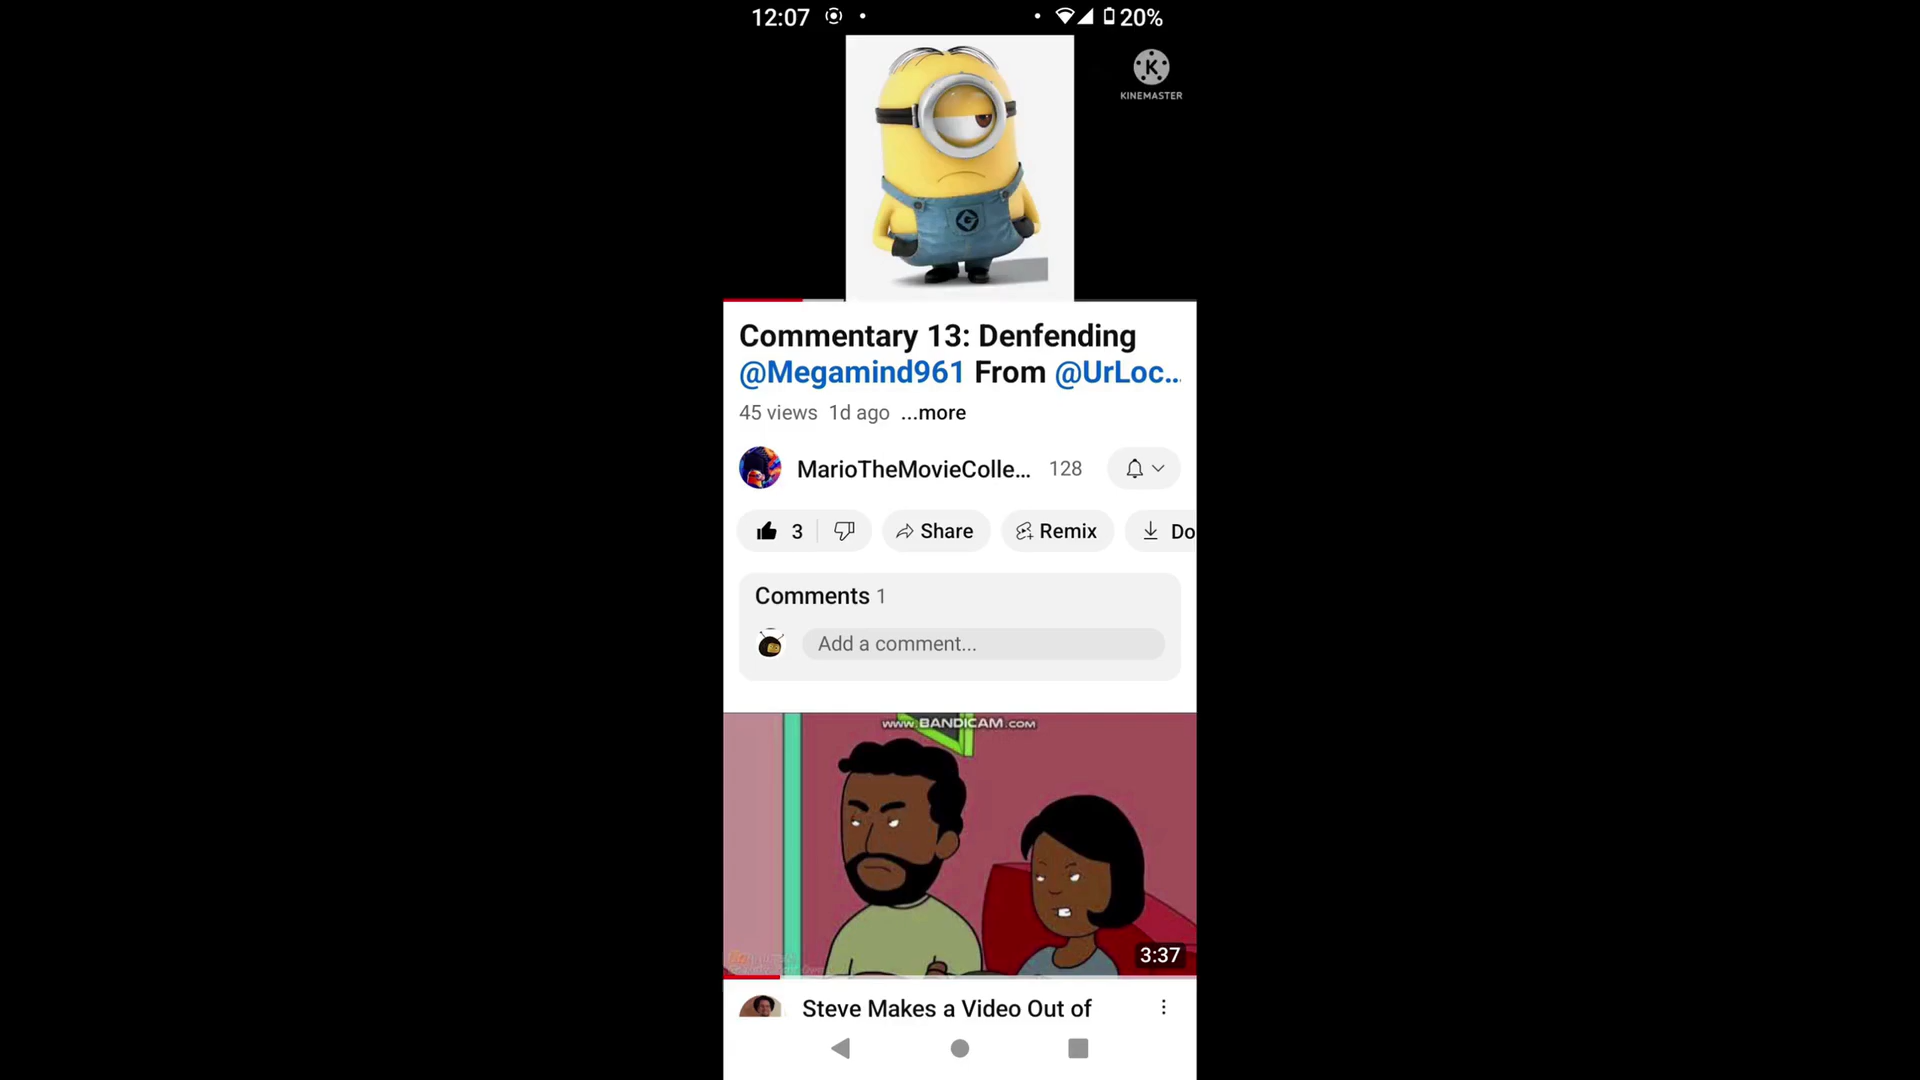 12:07 20%
K
KINEMASTER
G
Commentary 13: Denfending
@Megamind961 From @UrLoc...
45 views 1d ago ...more
MarioTheMovieColle... 128
3 Share Remix Do
Comments 1
Add a comment...
www.BANDICAM.com
3:37
Steve Makes a Video Out of